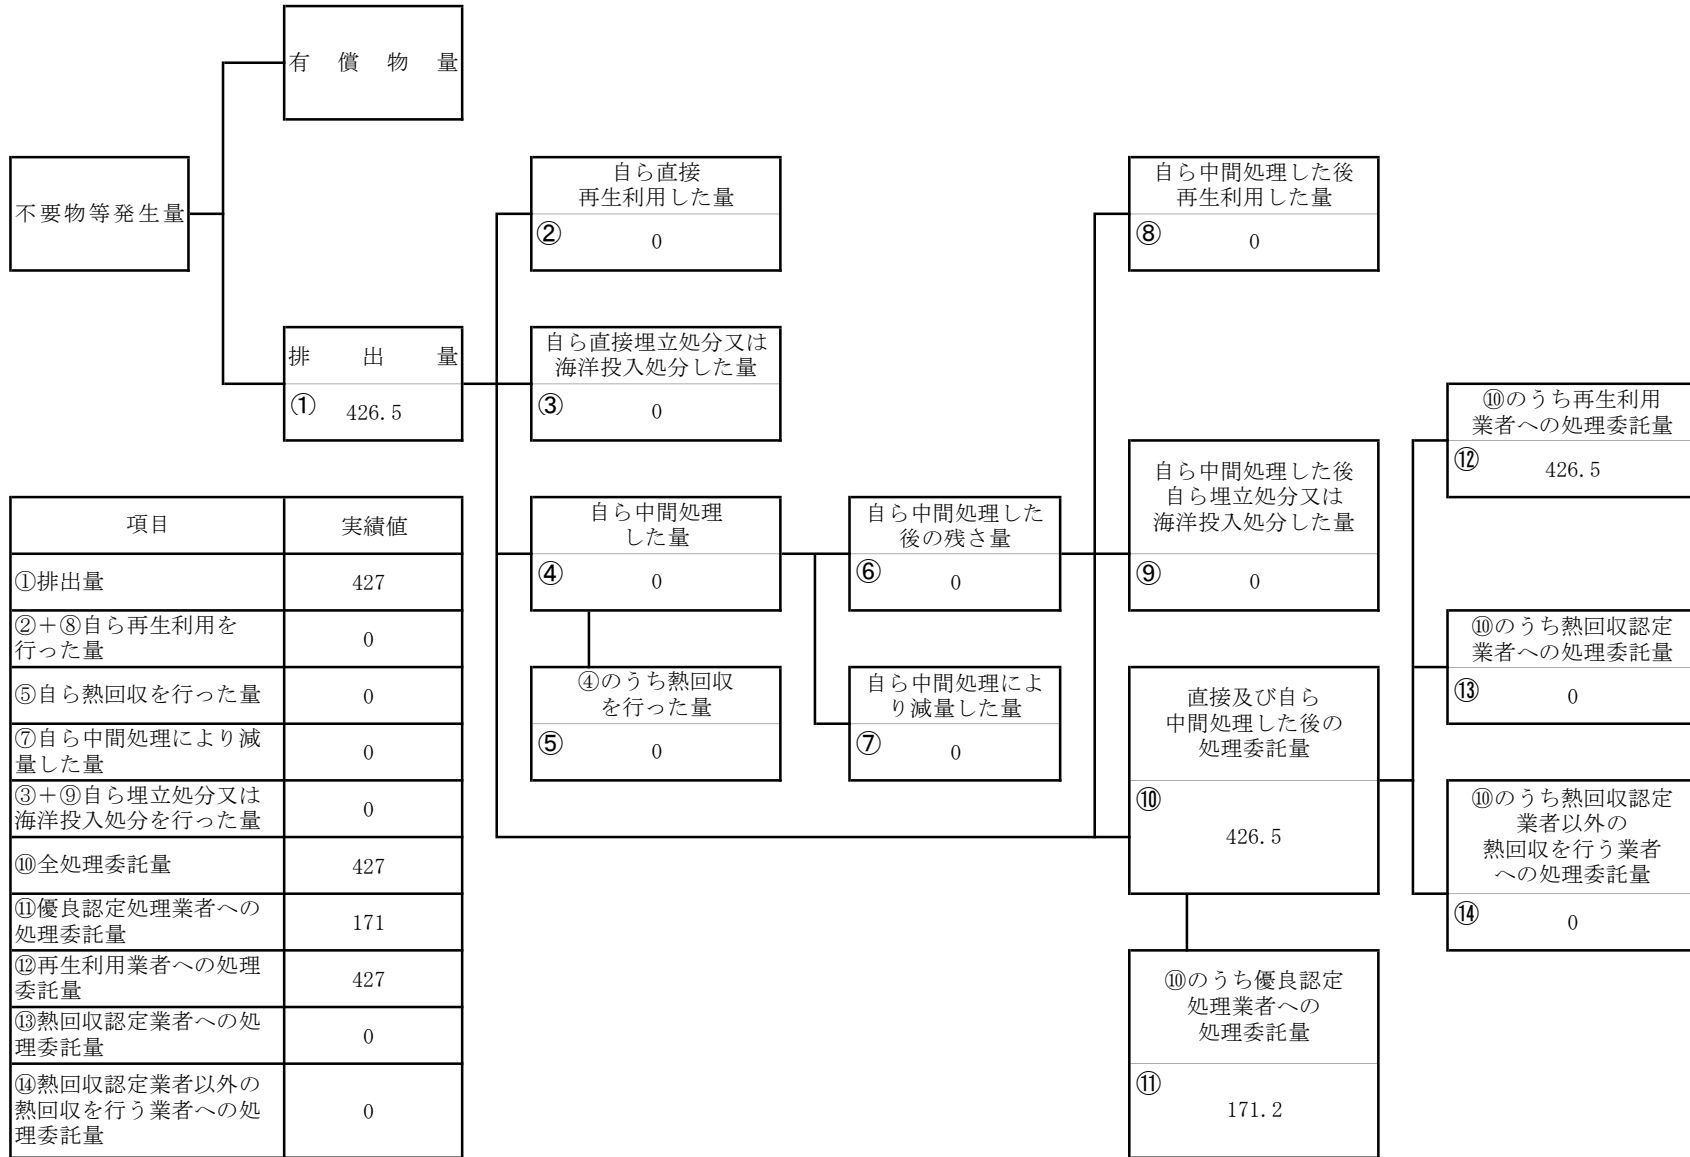 有償物量
不要物等発生量
排出量
① 426.5
自ら直接
再生利用した量
② 0
自ら直接埋立処分又は
海洋投入処分した量
③ 0
自ら中間処理
した量
④ 0
④のうち熱回収
を行った量
⑤ 0
自ら中間処理した
後の残さ量
⑥ 0
自ら中間処理によ
り減量した量
⑦ 0
自ら中間処理した後
再生利用した量
⑧ 0
自ら中間処理した後
自ら埋立処分又は
海洋投入処分した量
⑨ 0
直接及び自ら
中間処理した後の
処理委託量
⑩
426.5
⑩のうち優良認定
処理業者への
処理委託量
⑪
171.2
⑩のうち再生利用
業者への処理委託量
⑫ 426.5
⑩のうち熱回収認定
業者への処理委託量
⑬ 0
⑩のうち熱回収認定
業者以外の
熱回収を行う業者
への処理委託量
⑭ 0
項目 実績値
①排出量 427
②+⑧自ら再生利用を
行った量 0
⑤自ら熱回収を行った量 0
⑦自ら中間処理により減
量した量 0
③+⑨自ら埋立処分又は
海洋投入処分を行った量 0
⑩全処理委託量 427
⑪優良認定処理業者への
処理委託量 171
⑫再生利用業者への処理
委託量 427
⑬熱回収認定業者への処
理委託量 0
⑭熱回収認定業者以外の
熱回収を行う業者への処
理委託量 0